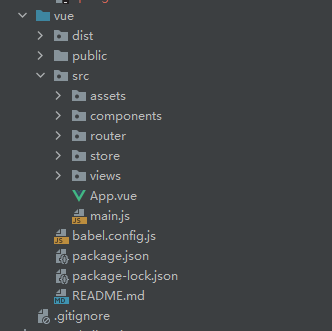 vue
dist
public
src
assets
components
router
store
views
App.vue
main.js
babel.config.js
package.json
package-lock.json
README.md
.gitignore